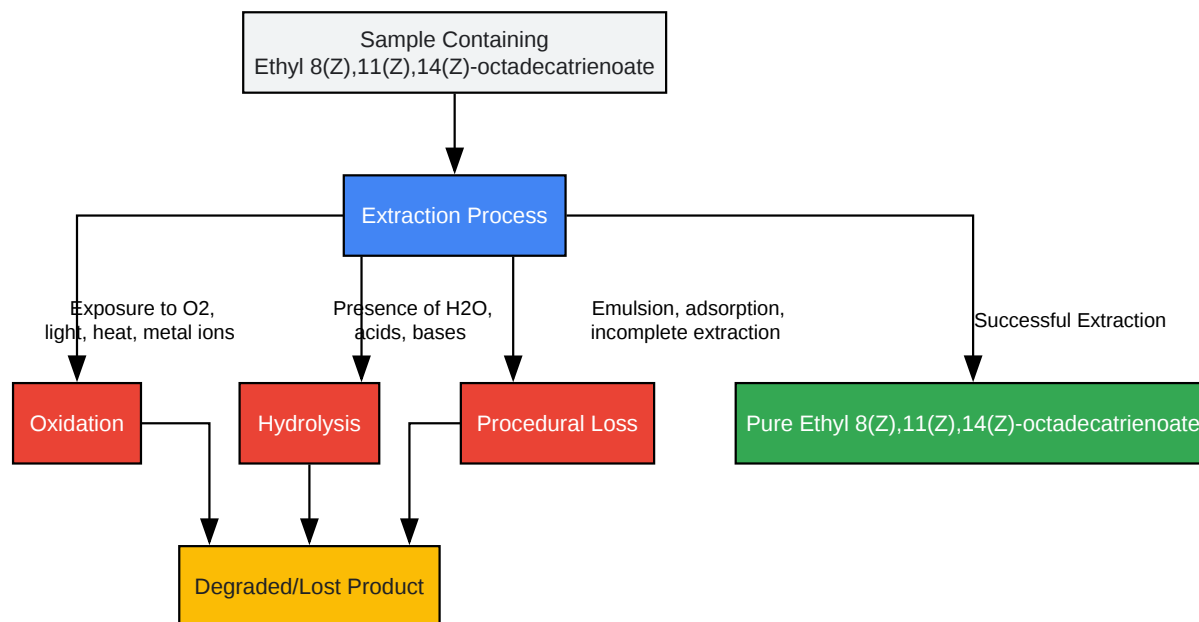 Sample Containing
Ethyl 8(Z),11(Z),14(Z)-octadecatrienoate
Extraction Process
Exposure to O2,
light, heat, metal ions
Presence of H2O,
acids, bases
Emulsion, adsorption,
incomplete extraction
Successful Extraction
Oxidation
Hydrolysis
Procedural Loss
Pure Ethyl 8(Z),11(Z),14(Z)-octadecatrienoate
Degraded/Lost Product